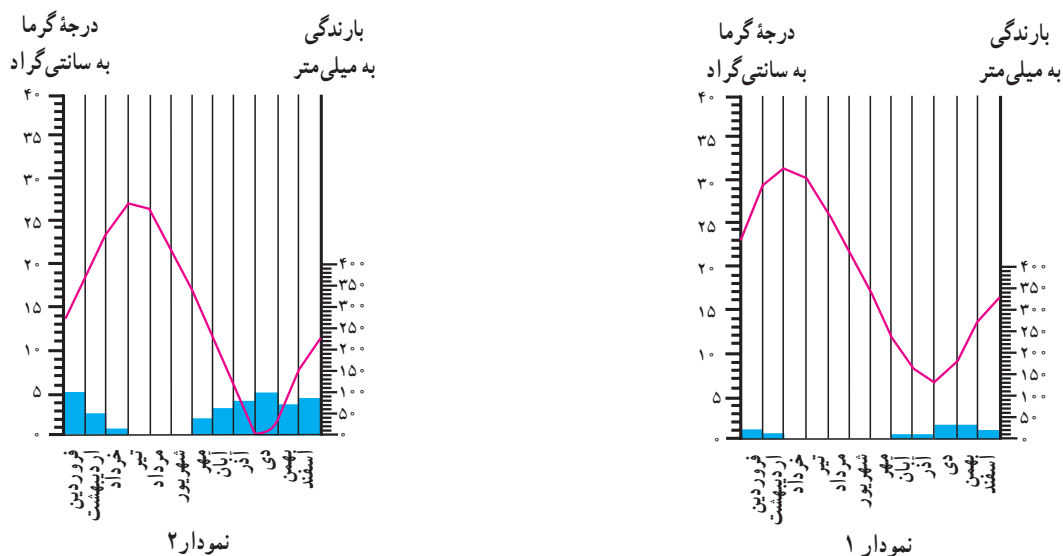 بارندگی
به میلی‌متر
درجهٔ گرما
به سانتی‌گراد
۴۰
۳۵
۳۰
۲۵
۲۰
۱۵
۱۰
۵
۰
۴۰۰
۳۵۰
۳۰۰
۲۵۰
۲۰۰
۱۵۰
۱۰۰
۵۰
۰
فروردین
اردیبهشت
خرداد
تیر
مرداد
شهریور
مهر
آبان
آذر
دی
بهمن
اسفند
نمودار ۱
بارندگی
به میلی‌متر
درجهٔ گرما
به سانتی‌گراد
۴۰
۳۵
۳۰
۲۵
۲۰
۱۵
۱۰
۵
۰
۴۰۰
۳۵۰
۳۰۰
۲۵۰
۲۰۰
۱۵۰
۱۰۰
۵۰
۰
فروردین
اردیبهشت
خرداد
تیر
مرداد
شهریور
مهر
آبان
آذر
دی
بهمن
اسفند
نمودار۲